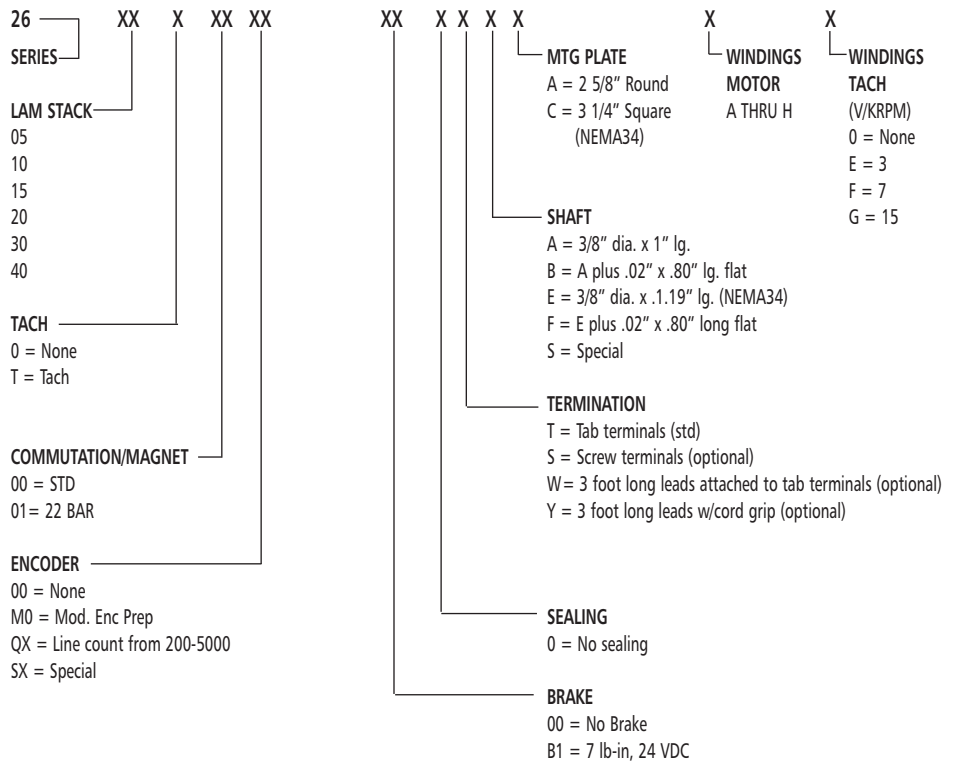 26 XX X XX XX XX X X X X X X
SERIES
LAM STACK
05
10
15
20
30
40
TACH
0 = None
T = Tach
COMMUTATION/MAGNET
00 = STD
01= 22 BAR
ENCODER
00 = None
M0 = Mod. Enc Prep
QX = Line count from 200-5000
SX = Special
MTG PLATE
A = 2 5/8” Round
C = 3 1/4” Square
(NEMA34)
WINDINGS
MOTOR
A THRU H
WINDINGS
TACH
(V/KRPM)
0 = None
E = 3
F = 7
G = 15
SHAFT
A = 3/8” dia. x 1” lg.
B = A plus .02” x .80” lg. flat
E = 3/8” dia. x .1.19” lg. (NEMA34)
F = E plus .02” x .80” long flat
S = Special
TERMINATION
T = Tab terminals (std)
S = Screw terminals (optional)
W= 3 foot long leads attached to tab terminals (optional)
Y = 3 foot long leads w/cord grip (optional)
SEALING
0 = No sealing
BRAKE
00 = No Brake
B1 = 7 lb-in, 24 VDC